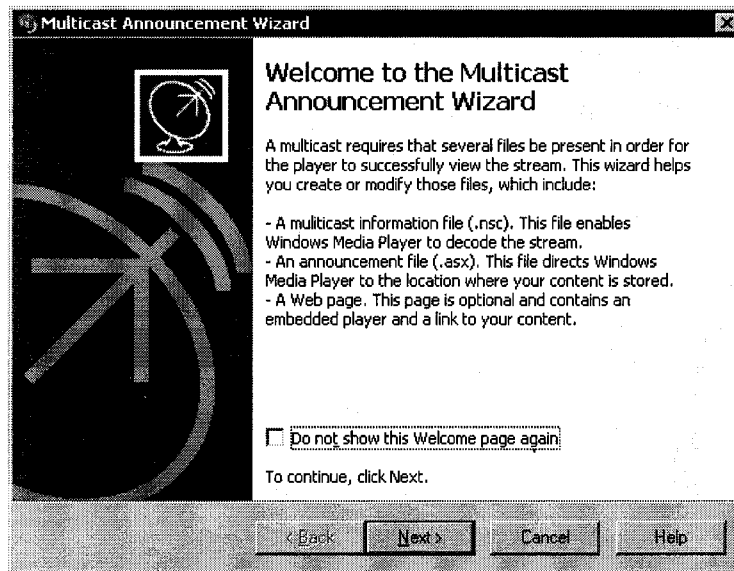 Multicast Announcement Wizard
Welcome to the Multicast
Announcement Wizard
A multicast requires that several files be present in order for
the player to successfully view the stream. This wizard helps
you create or modify those files, which include:
- A muliticast information file (.nsc). This file enables
Windows Media Player to decode the stream.
- An announcement file (.asx). This file directs Windows
Media Player to the location where your content is stored.
- A Web page. This page is optional and contains an
embedded player and a link to your content.
Do not show this Welcome page again
To continue, click Next.
< Back Next > Cancel Help